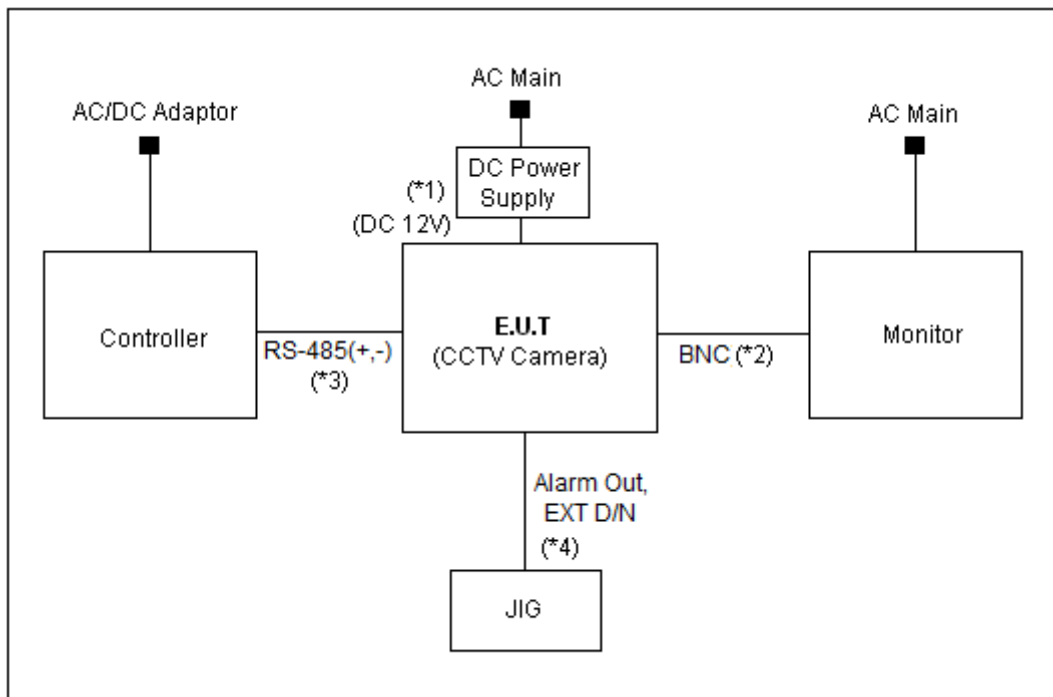 AC Main
AC/DC Adaptor
AC Main
DC Power
Supply
(*1)
(DC 12V)
Controller
RS-485(+,-)
(*3)
E.U.T
(CCTV Camera)
BNC (*2)
Monitor
Alarm Out,
EXT D/N
(*4)
JIG